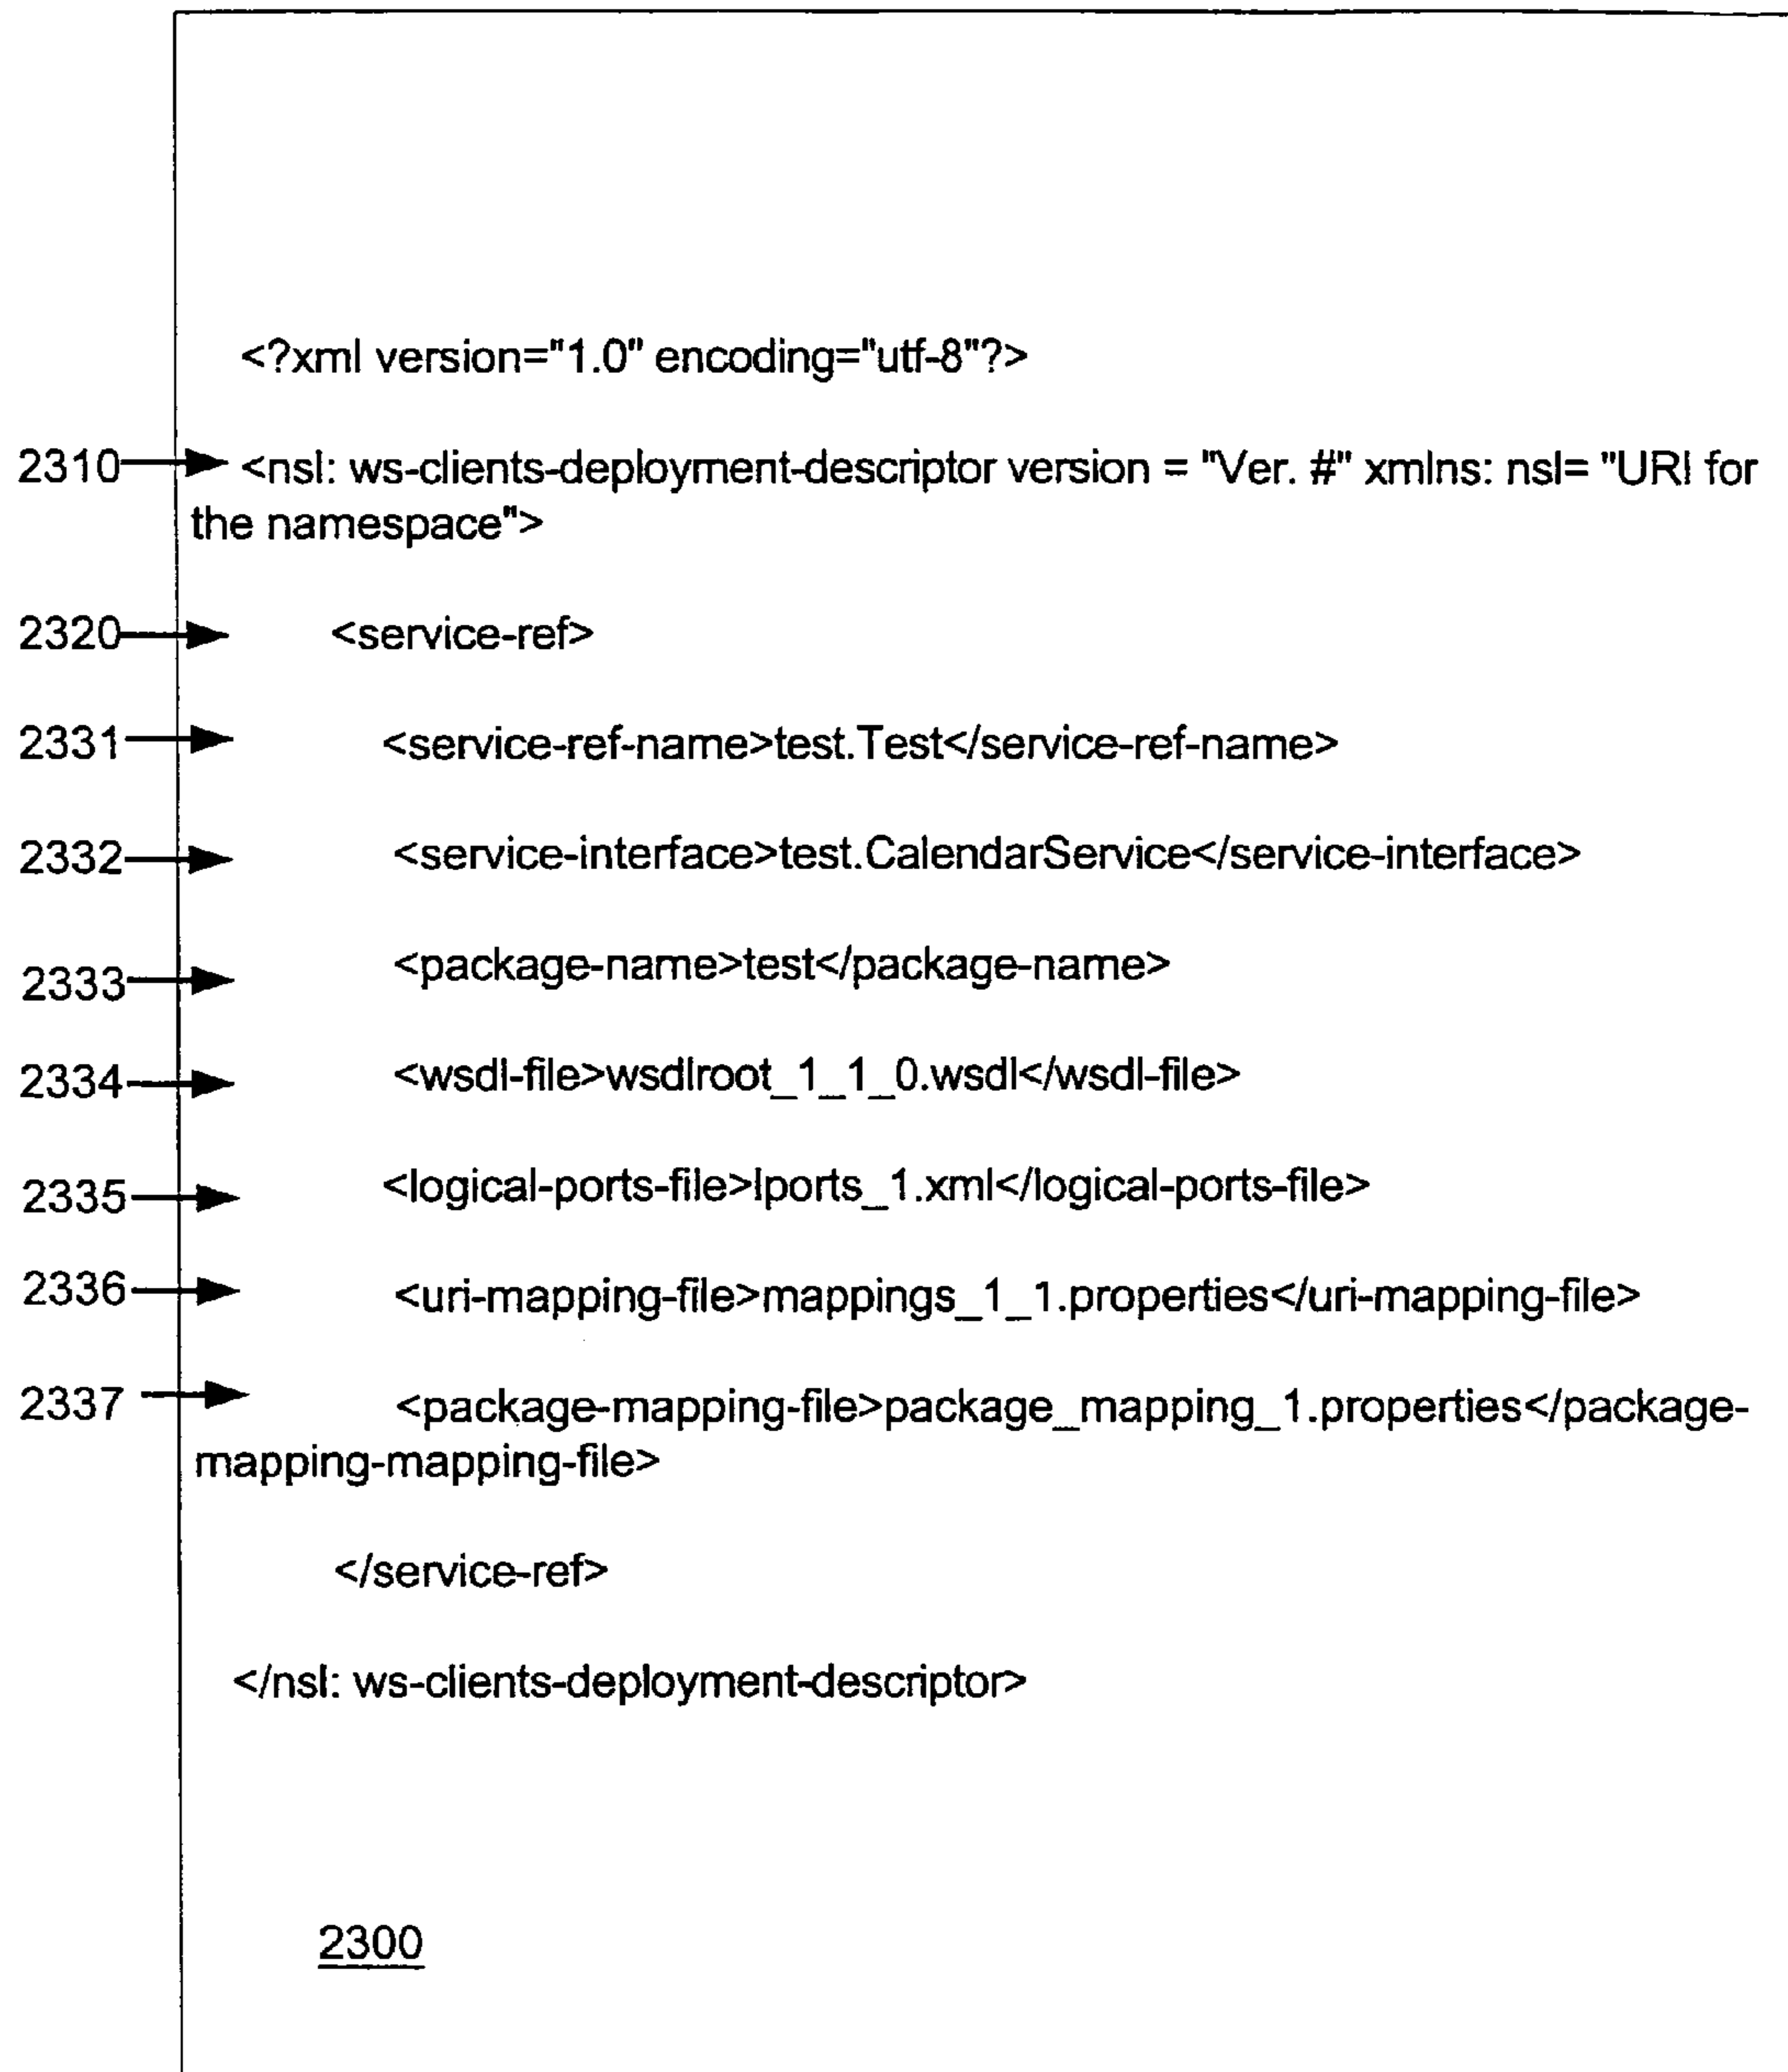 <?xml version="1.0" encoding="utf-8"?>
2310 <nsl: ws-clients-deployment-descriptor version = "Ver. #" xmlns: nsl= "URI for
the namespace">
2320 <service-ref>
2331 <service-ref-name>test.Test</service-ref-name>
2332 <service-interface>test.CalendarService</service-interface>
2333 <package-name>test</package-name>
2334 <wsdl-file>wsdlroot_1_1_0.wsdl</wsdl-file>
2335 <logical-ports-file>lports_1.xml</logical-ports-file>
2336 <uri-mapping-file>mappings_1_1.properties</uri-mapping-file>
2337 <package-mapping-file>package_mapping_1.properties</package-
mapping-mapping-file>
</service-ref>
</nsl: ws-clients-deployment-descriptor>
2300